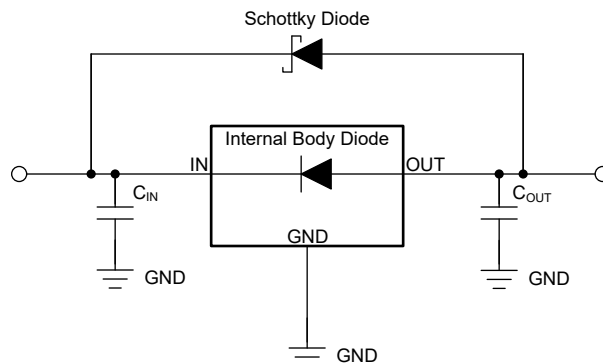 Schottky Diode
Internal Body Diode
IN
OUT
CIN
COUT
GND
GND
GND
GND